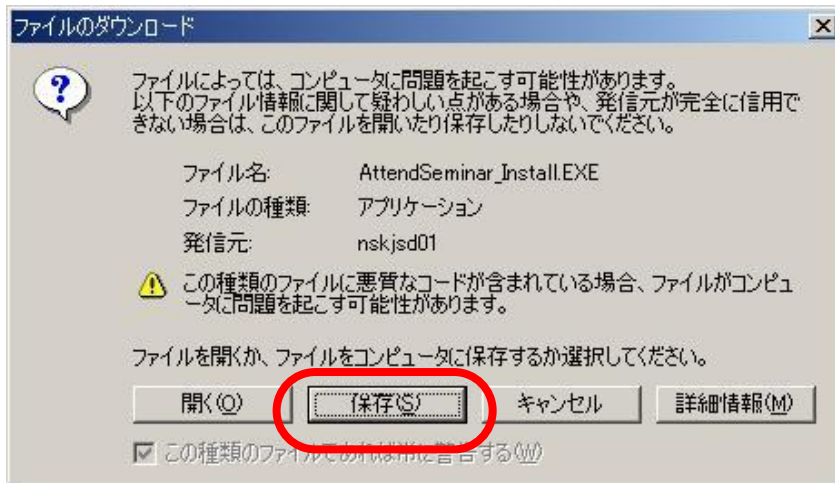 ファイルのダウンロード
ファイルによっては、コンピュータに問題を起こす可能性があります。
以下のファイル情報に関して疑わしい点がある場合や、発信元が完全に信用で
きない場合は、このファイルを開いたり保存したりしないでください。
ファイル名: AttendSeminar_Install.EXE
ファイルの種類: アプリケーション
発信元: nskjsd01
この種類のファイルに悪質なコードが含まれている場合、ファイルがコンピュ
ータに問題を起こす可能性があります。
ファイルを開くか、ファイルをコンピュータに保存するか選択してください。
開く(O) 保存(S) キャンセル 詳細情報(M)
この種類のファイルであれば常に警告する(W)